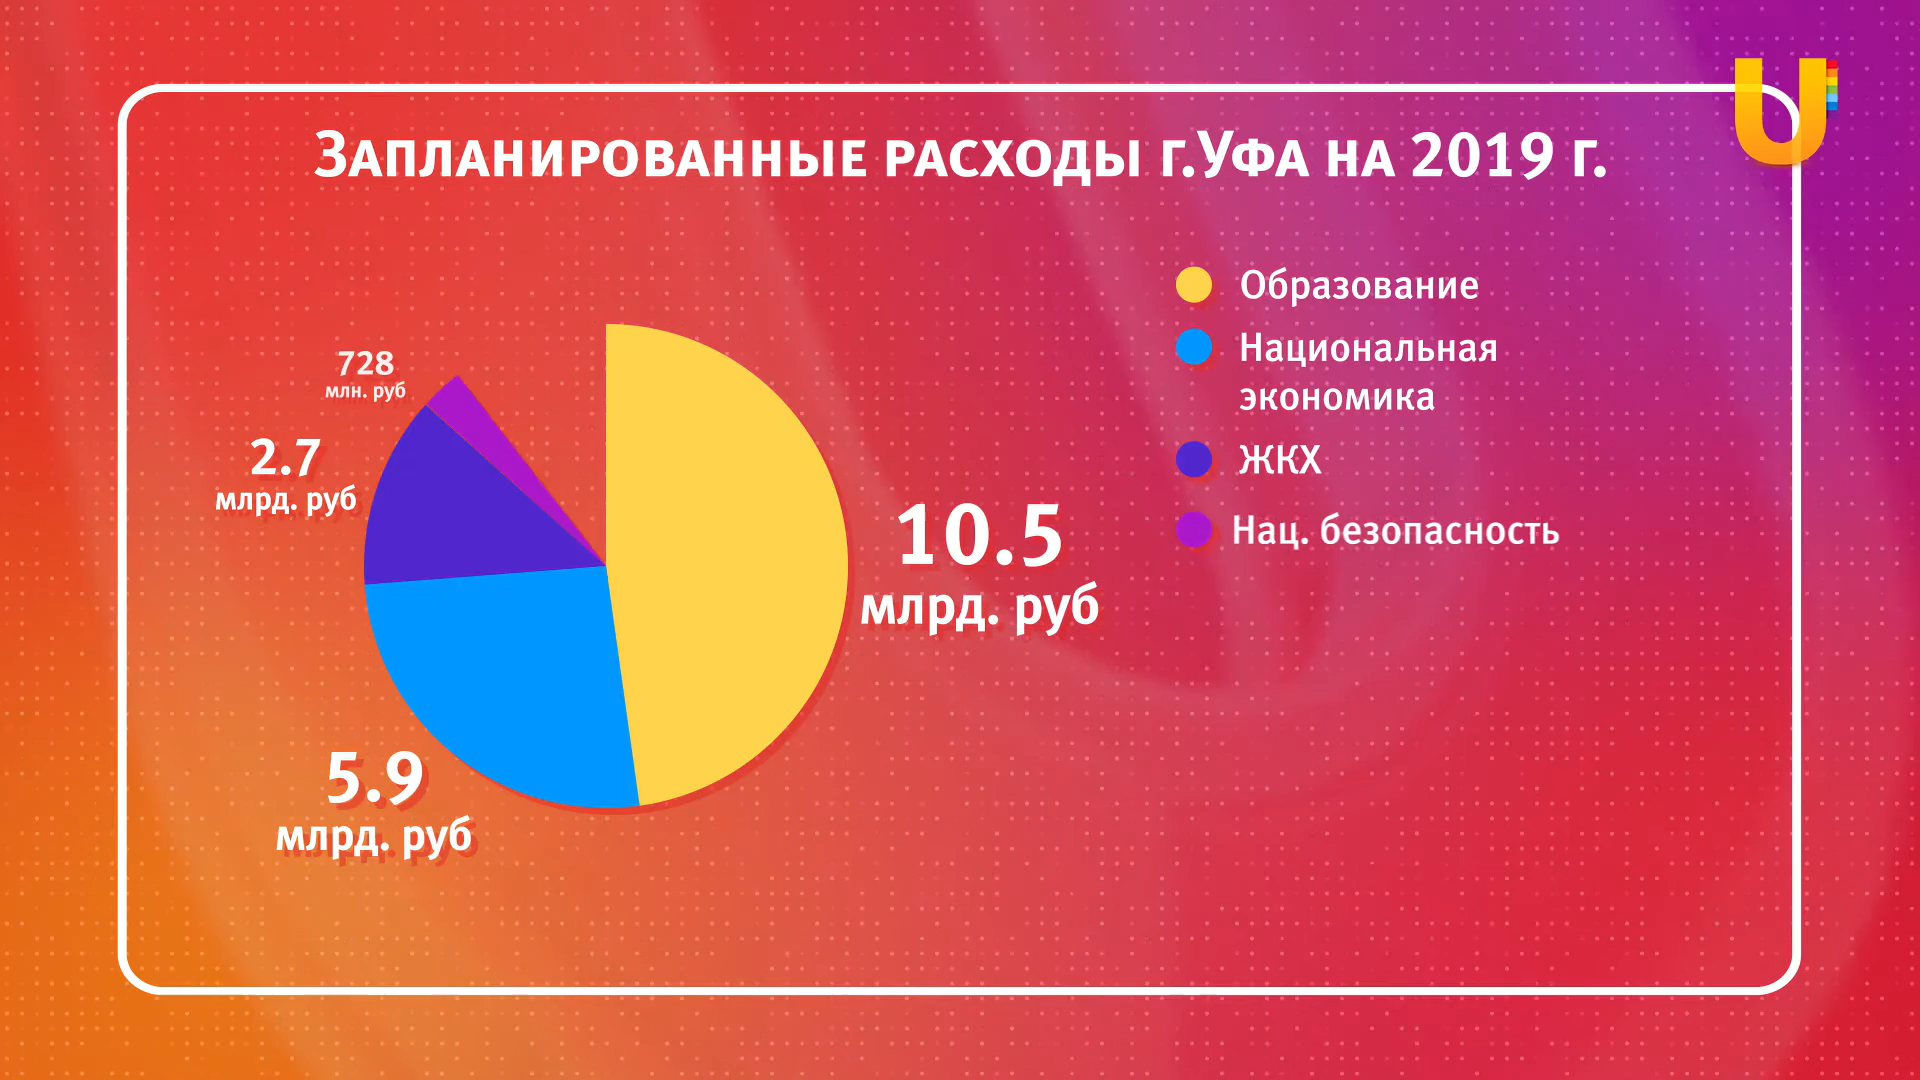 Запланированные расходы г.Уфа на 2019 г.
Образование
Национальная
экономика
ЖКХ
Нац. безопасность
728
млн. руб
2.7
млрд. руб
10.5
млрд. руб
5.9
млрд. руб
U